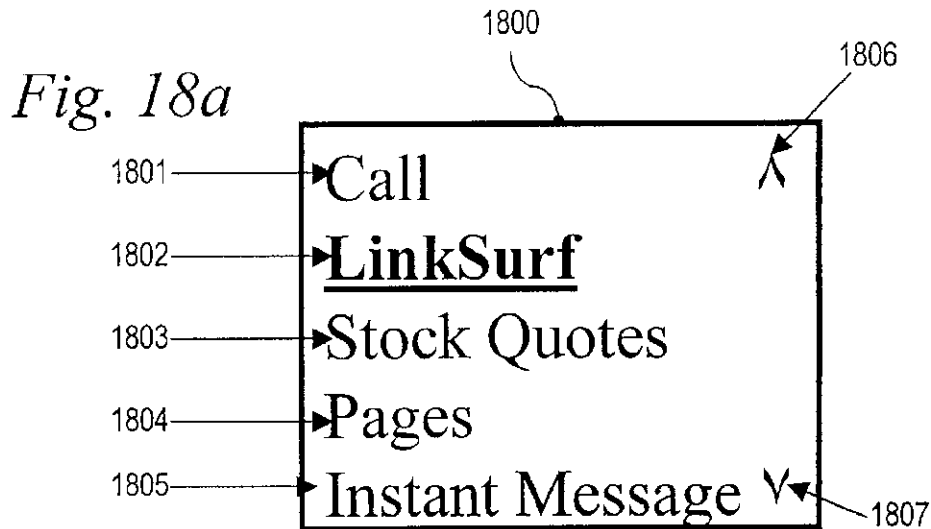 1800
1806
Fig. 18a
1801 Call
1802 LinkSurf
1803 Stock Quotes
1804 Pages
1805 Instant Message
1807